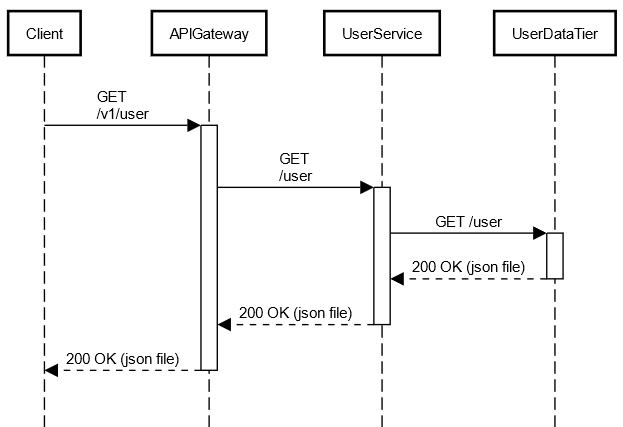 Client
APIGateway
UserService
UserDataTier
GET
/v1/user
GET
/user
GET /user
200 OK (json file)
200 OK (json file)
200 OK (json file)